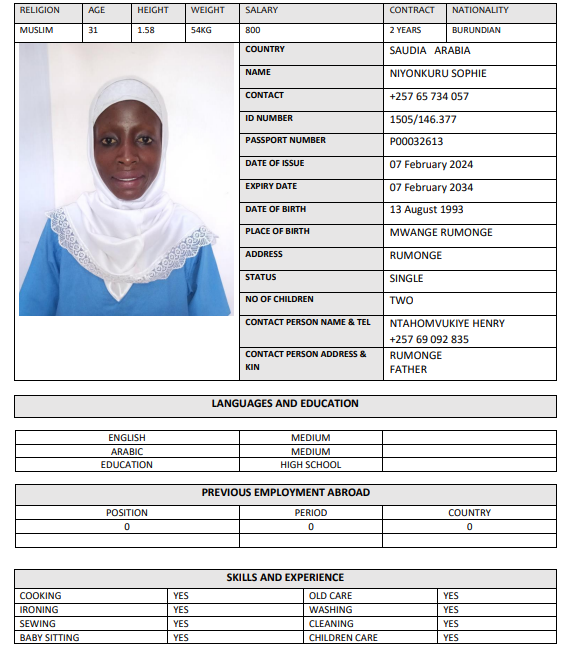 RELIGION AGE HEIGHT WEIGHT SALARY CONTRACT NATIONALITY
MUSLIM 31 1.58 54KG 800 2 YEARS BURUNDIAN
COUNTRY SAUDIA ARABIA
NAME NIYONKURU SOPHIE
CONTACT +257 65 734 057
ID NUMBER 1505/146.377
PASSPORT NUMBER P00032613
DATE OF ISSUE 07 February 2024
EXPIRY DATE 07 February 2034
DATE OF BIRTH 13 August 1993
PLACE OF BIRTH MWANGE RUMONGE
ADDRESS RUMONGE
STATUS SINGLE
NO OF CHILDREN TWO
CONTACT PERSON NAME & TEL NTAHOMVUKIYE HENRY
+257 69 092 835
CONTACT PERSON ADDRESS & RUMONGE
KIN FATHER
LANGUAGES AND EDUCATION
ENGLISH MEDIUM
ARABIC MEDIUM
EDUCATION HIGH SCHOOL
PREVIOUS EMPLOYMENT ABROAD
POSITION PERIOD COUNTRY
0 0 0
SKILLS AND EXPERIENCE
COOKING YES OLD CARE YES
IRONING YES WASHING YES
SEWING YES CLEANING YES
BABY SITTING YES CHILDREN CARE YES